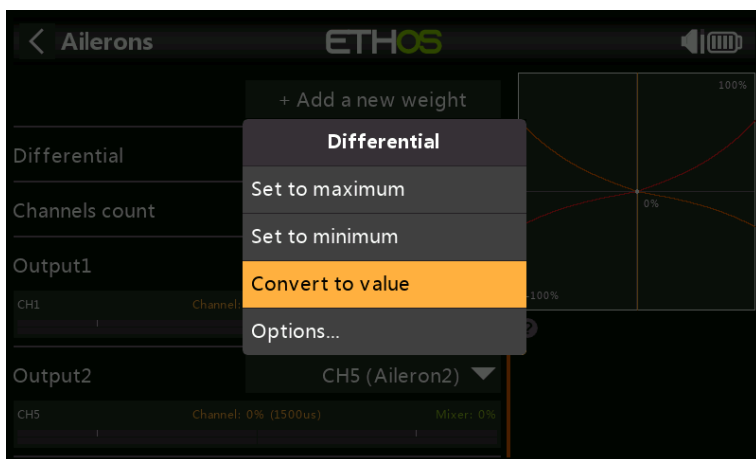 Ailerons
ETHOS
+ Add a new weight
100%
Differential
Differential
Set to maximum
Channels count
0%
Set to minimum
Output1
Convert to value
-100%
CH1 Channel:
Options...
?
Output2
CH5 (Aileron2)
CH5 Channel: 0% (1500us) Mixer: 0%